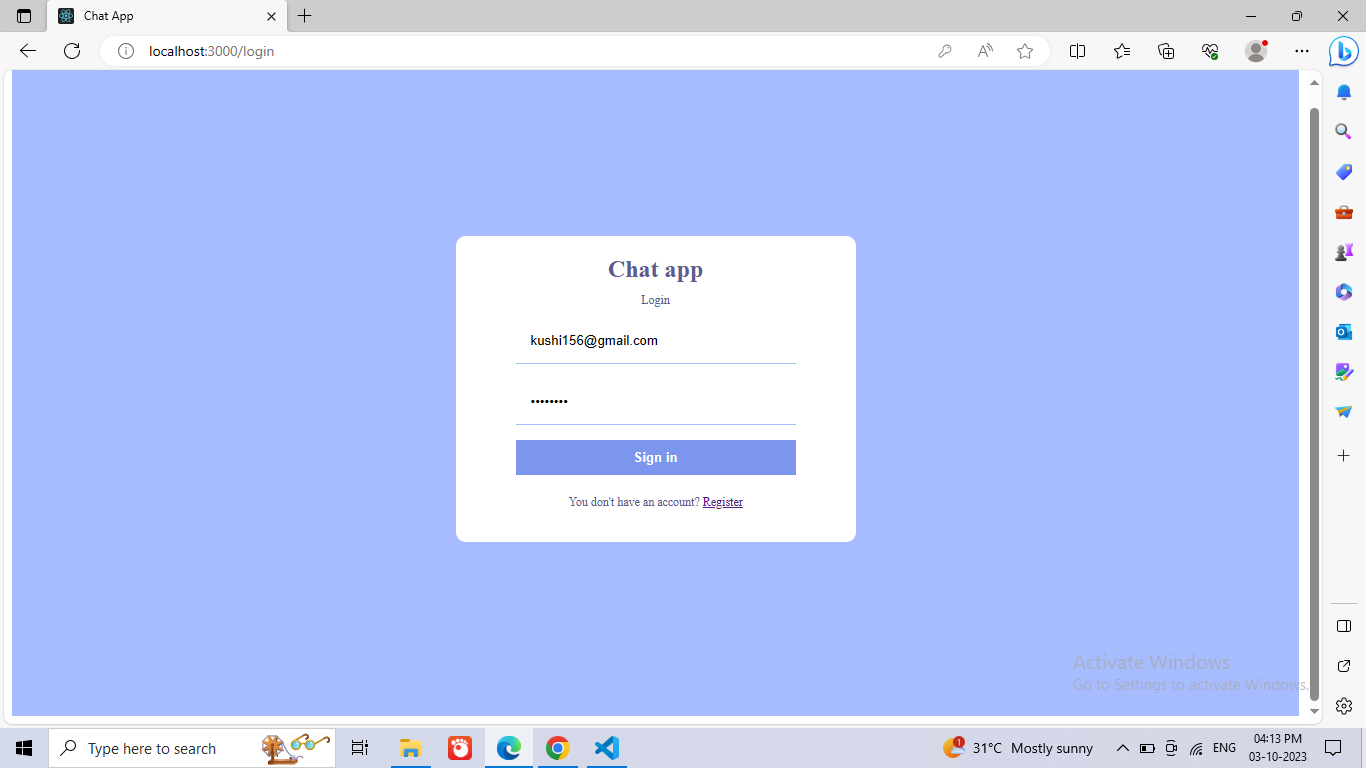 Chat App
localhost:3000/login
Chat app
Login
kushi156@gmail.com
••••••••
Sign in
You don't have an account? Register
Activate Windows
Go to Settings to activate Windows.
Type here to search
1
31°C Mostly sunny
ENG
04:13 PM
03-10-2023